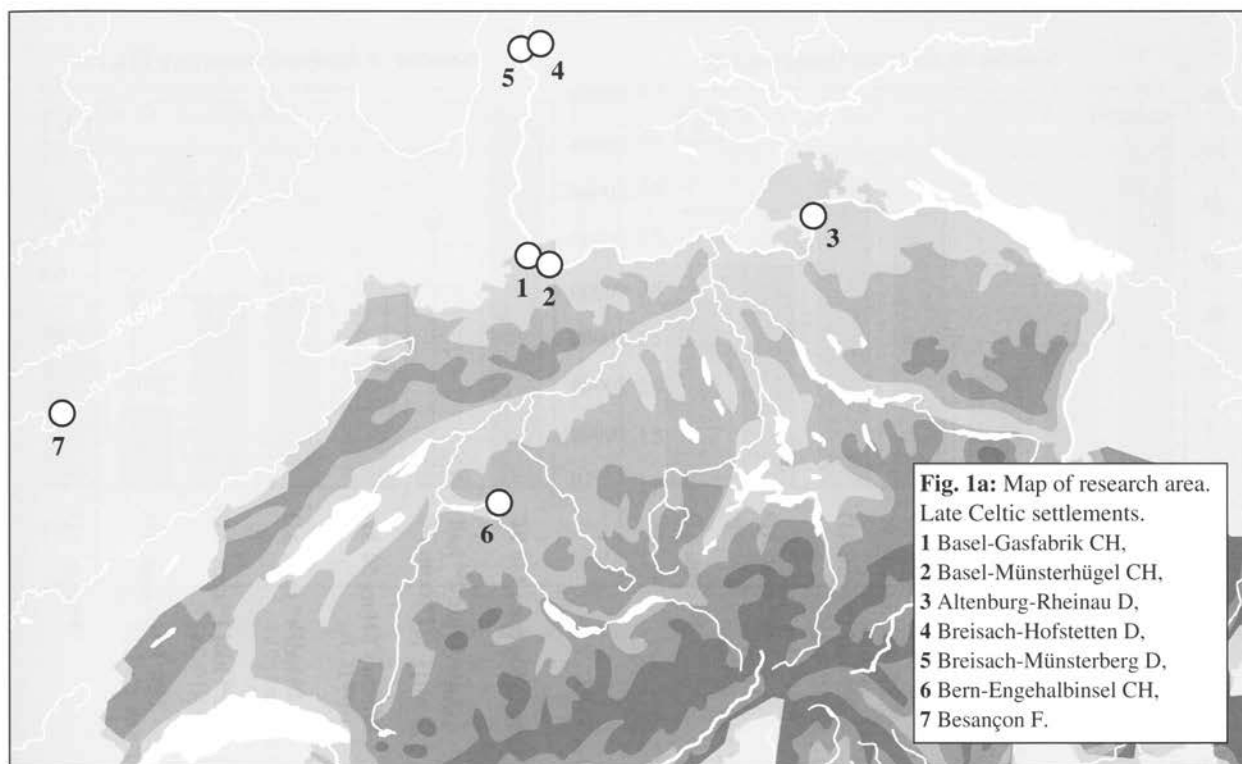 5
4
3
1
2
7
6
Fig. 1a: Map of research area.
Late Celtic settlements.
1 Basel-Gasfabrik CH,
2 Basel-Münsterhügel CH,
3 Altenburg-Rheinau D,
4 Breisach-Hofstetten D,
5 Breisach-Münsterberg D,
6 Bern-Engehalbinsel CH,
7 Besançon F.